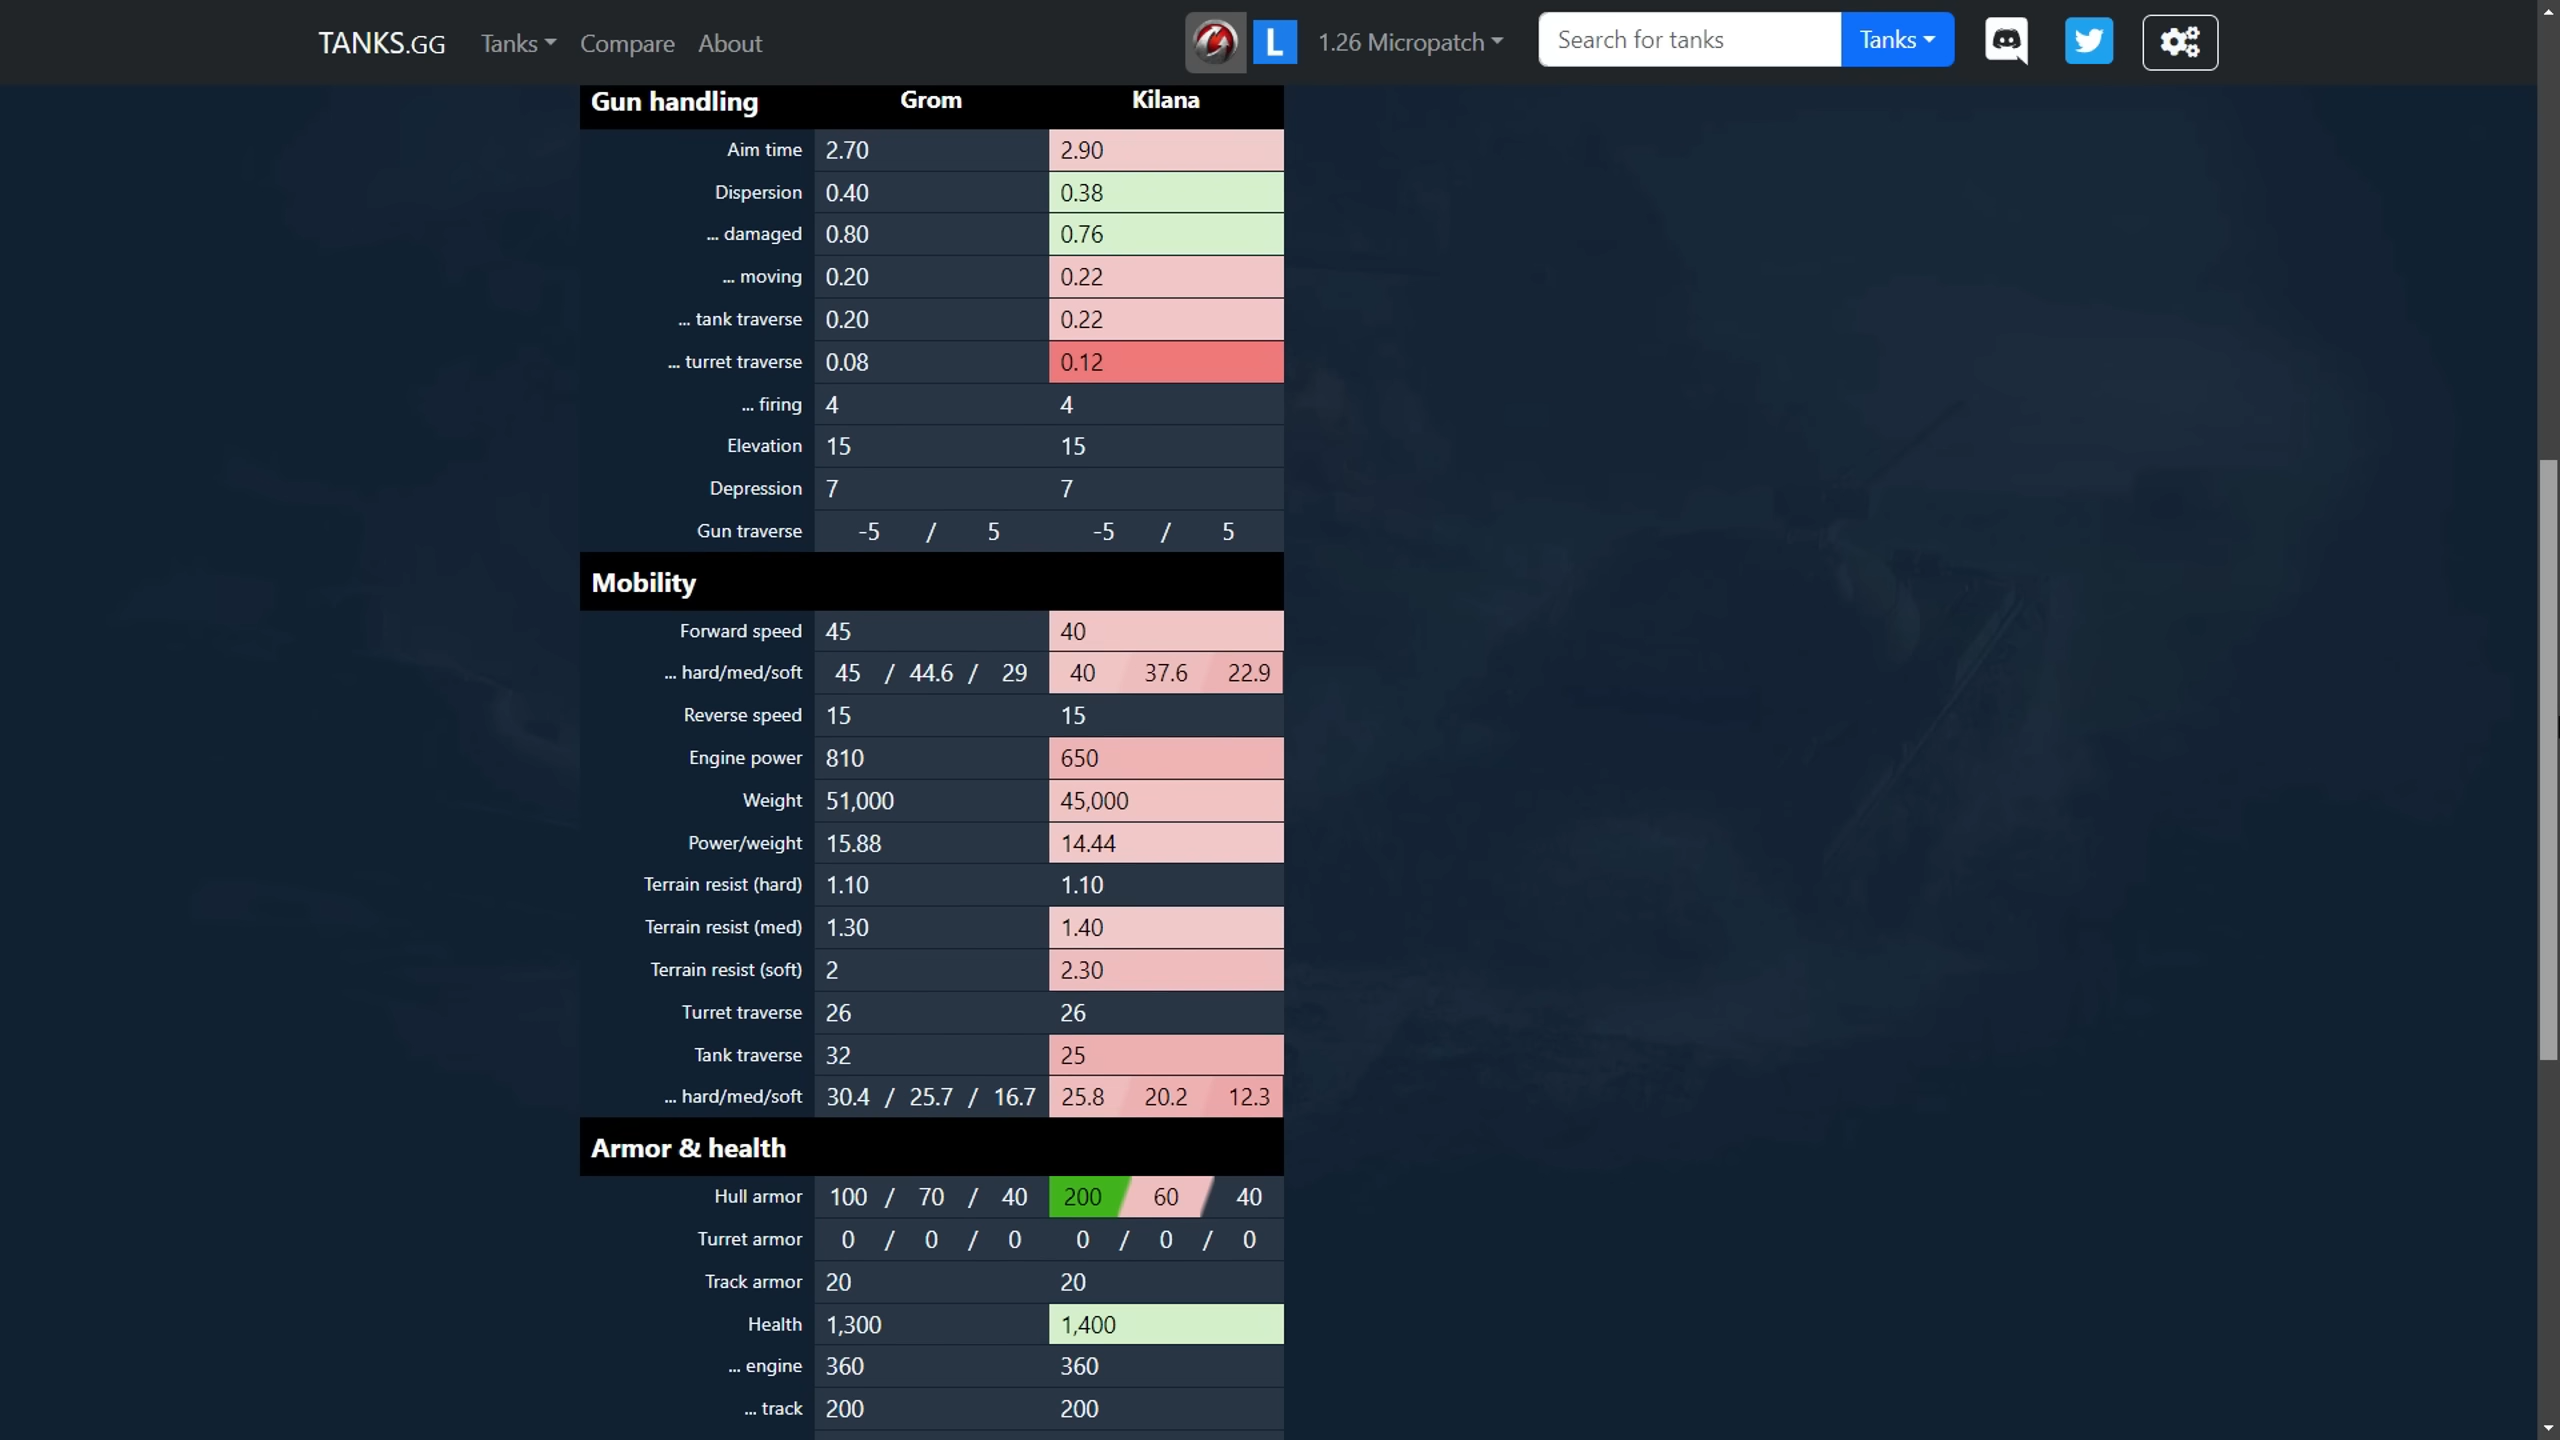 TANKS.GG Tanks Compare About L 1.26 Micropatch Search for tanks Tanks
Gun handling Grom Kilana
Aim time 2.70 2.90
Dispersion 0.40 0.38
... damaged 0.80 0.76
... moving 0.20 0.22
... tank traverse 0.20 0.22
... turret traverse 0.08 0.12
... firing 4 4
Elevation 15 15
Depression 7 7
Gun traverse -5 / 5 -5 / 5
Mobility
Forward speed 45 40
... hard/med/soft 45 / 44.6 / 29 40 37.6 22.9
Reverse speed 15 15
Engine power 810 650
Weight 51,000 45,000
Power/weight 15.88 14.44
Terrain resist (hard) 1.10 1.10
Terrain resist (med) 1.30 1.40
Terrain resist (soft) 2 2.30
Turret traverse 26 26
Tank traverse 32 25
... hard/med/soft 30.4 / 25.7 / 16.7 25.8 20.2 12.3
Armor & health
Hull armor 100 / 70 / 40 200 60 40
Turret armor 0 / 0 / 0 0 / 0 / 0
Track armor 20 20
Health 1,300 1,400
... engine 360 360
... track 200 200